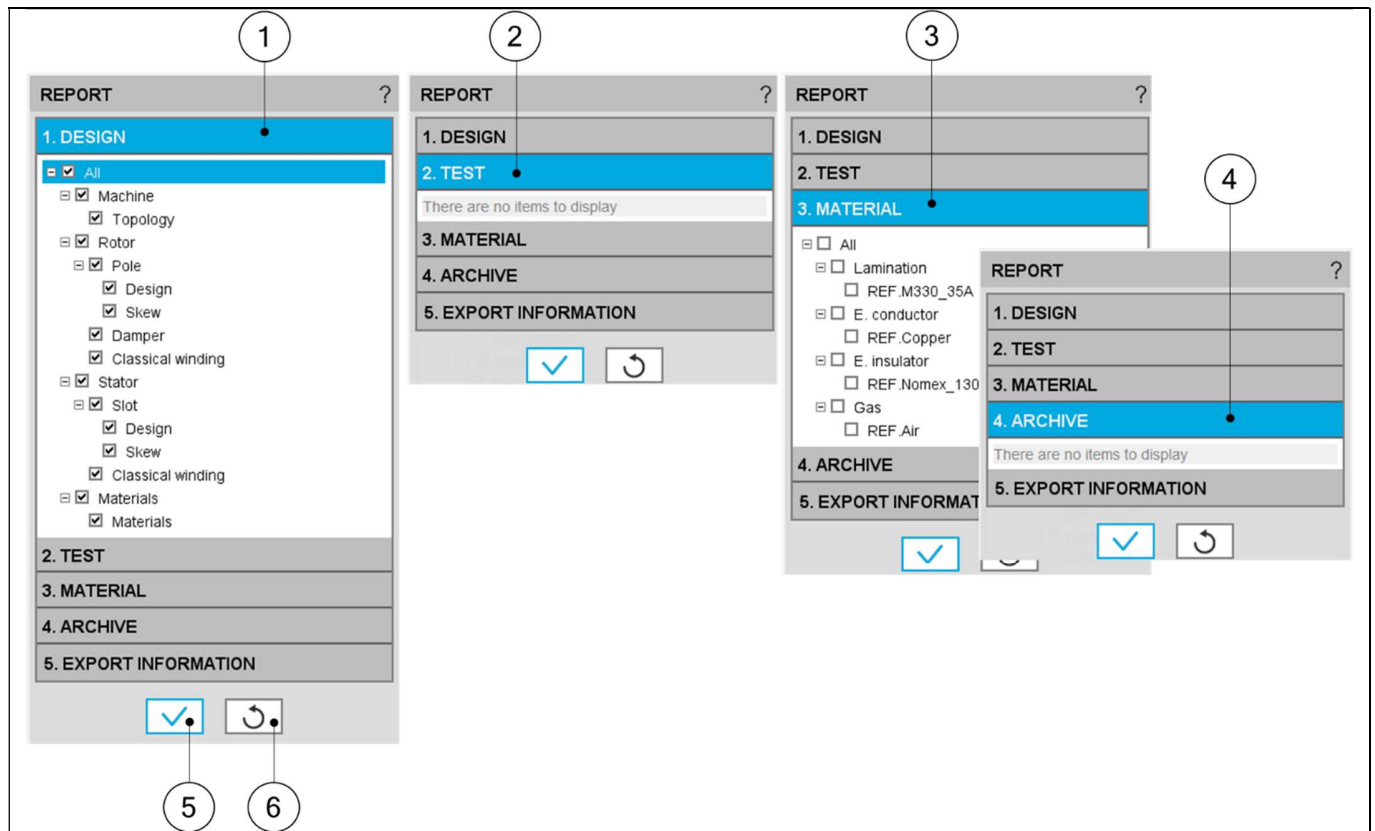 1
2
3
REPORT ?
1. DESIGN
All
Machine
Topology
Rotor
Pole
Design
Skew
Damper
Classical winding
Stator
Slot
Design
Skew
Classical winding
Materials
Materials
2. TEST
3. MATERIAL
4. ARCHIVE
5. EXPORT INFORMATION
5
6
REPORT ?
1. DESIGN
2. TEST
There are no items to display
3. MATERIAL
4. ARCHIVE
5. EXPORT INFORMATION
REPORT ?
1. DESIGN
2. TEST
3. MATERIAL
All
Lamination
REF.M330_35A
E. conductor
REF.Copper
E. insulator
REF.Nomex_130
Gas
REF.Air
4. ARCHIVE
5. EXPORT INFORMAT
4
REPORT ?
1. DESIGN
2. TEST
3. MATERIAL
4. ARCHIVE
There are no items to display
5. EXPORT INFORMATION